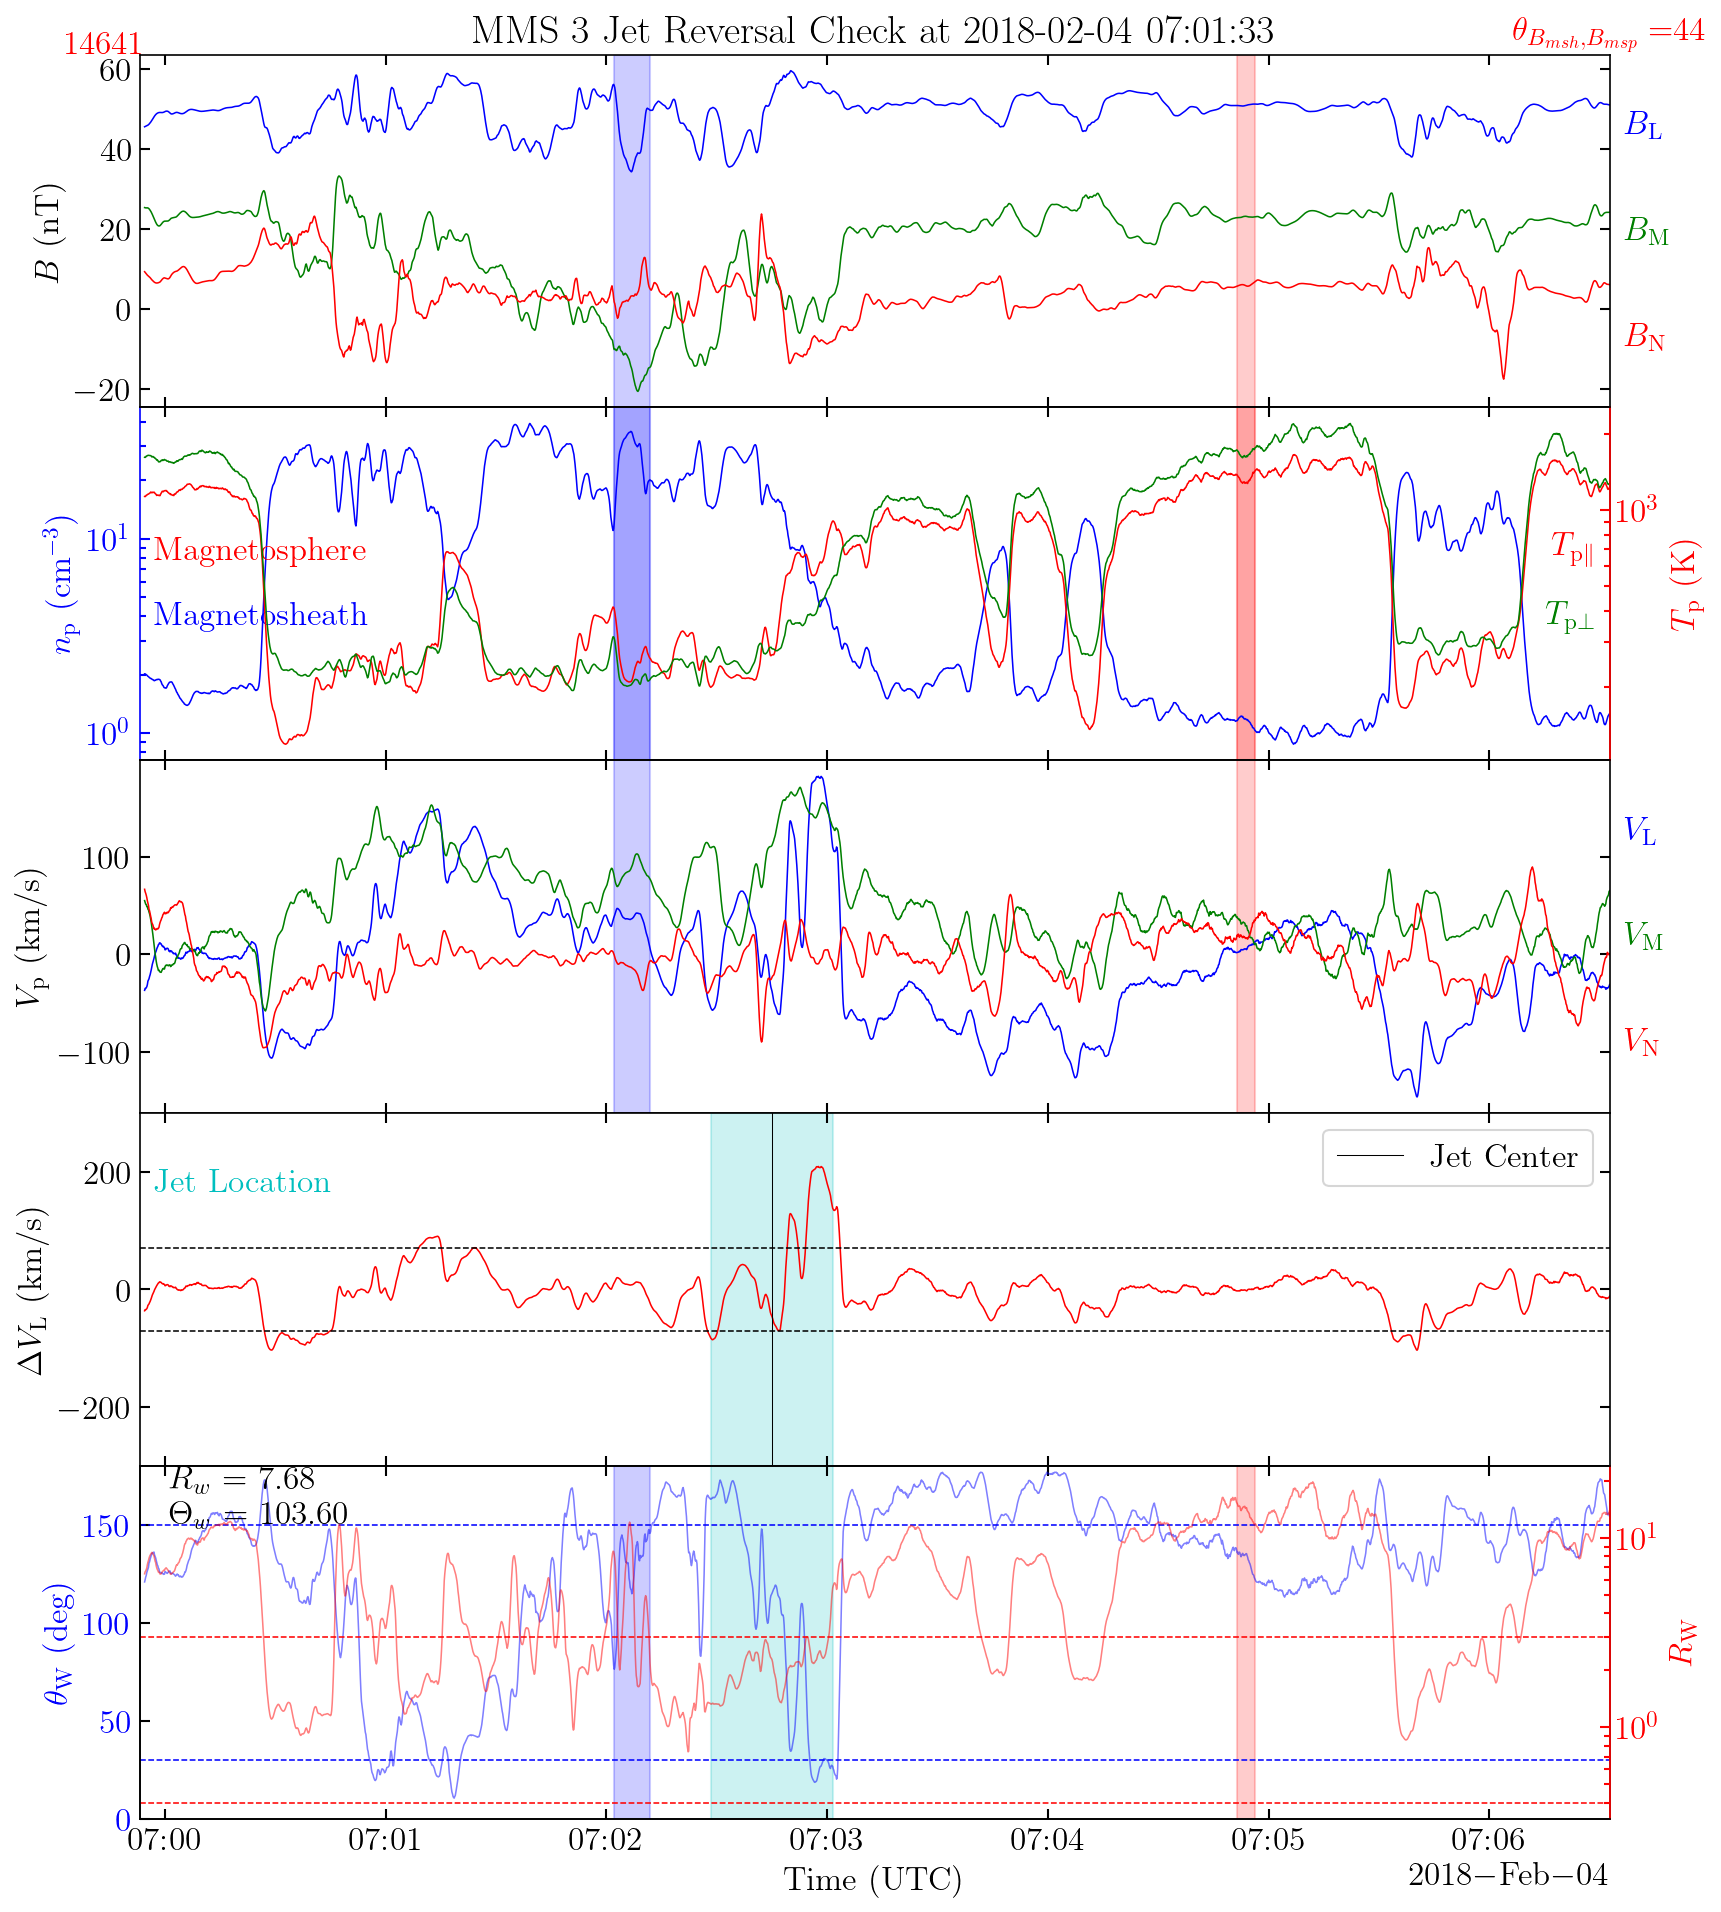 MMS 3 Jet Reversal Check at 2018-02-04 07:01:33
14641
θ_{B_{msh},B_{msp}} =44
60
40
20
0
−20
B (nT)
B_L
B_M
B_N
10^1
10^0
n_p (cm^{−3})
Magnetosphere
Magnetosheath
10^3
T_{p∥}
T_{p⊥}
T_p (K)
100
0
−100
V_p (km/s)
V_L
V_M
V_N
200
0
−200
ΔV_L (km/s)
Jet Location
Jet Center
R_w = 7.68
Θ_w = 103.60
150
100
50
0
θ_W (deg)
10^1
10^0
R_W
07:00
07:01
07:02
07:03
07:04
07:05
07:06
Time (UTC)
2018−Feb−04